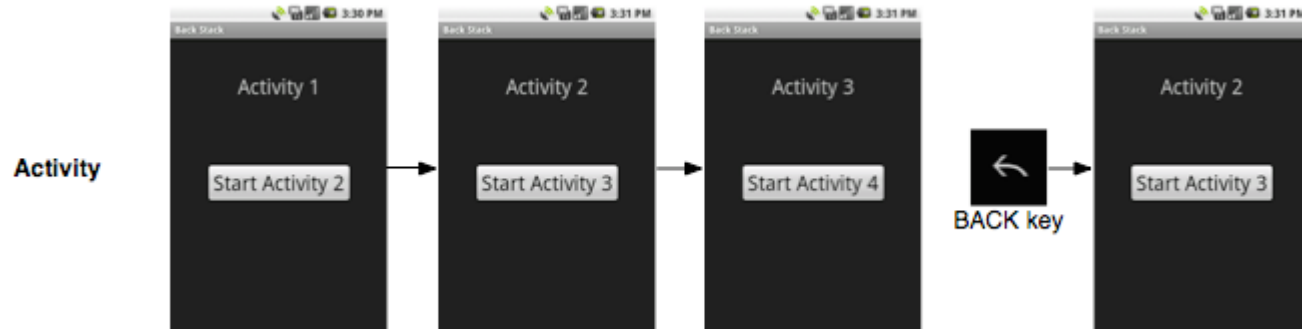 3:30 PM
Back Stack
Activity 1
Start Activity 2
3:31 PM
Back Stack
Activity 2
Start Activity 3
3:31 PM
Back Stack
Activity 3
Start Activity 4
3:31 PM
Back Stack
Activity 2
Start Activity 3
Activity
BACK key